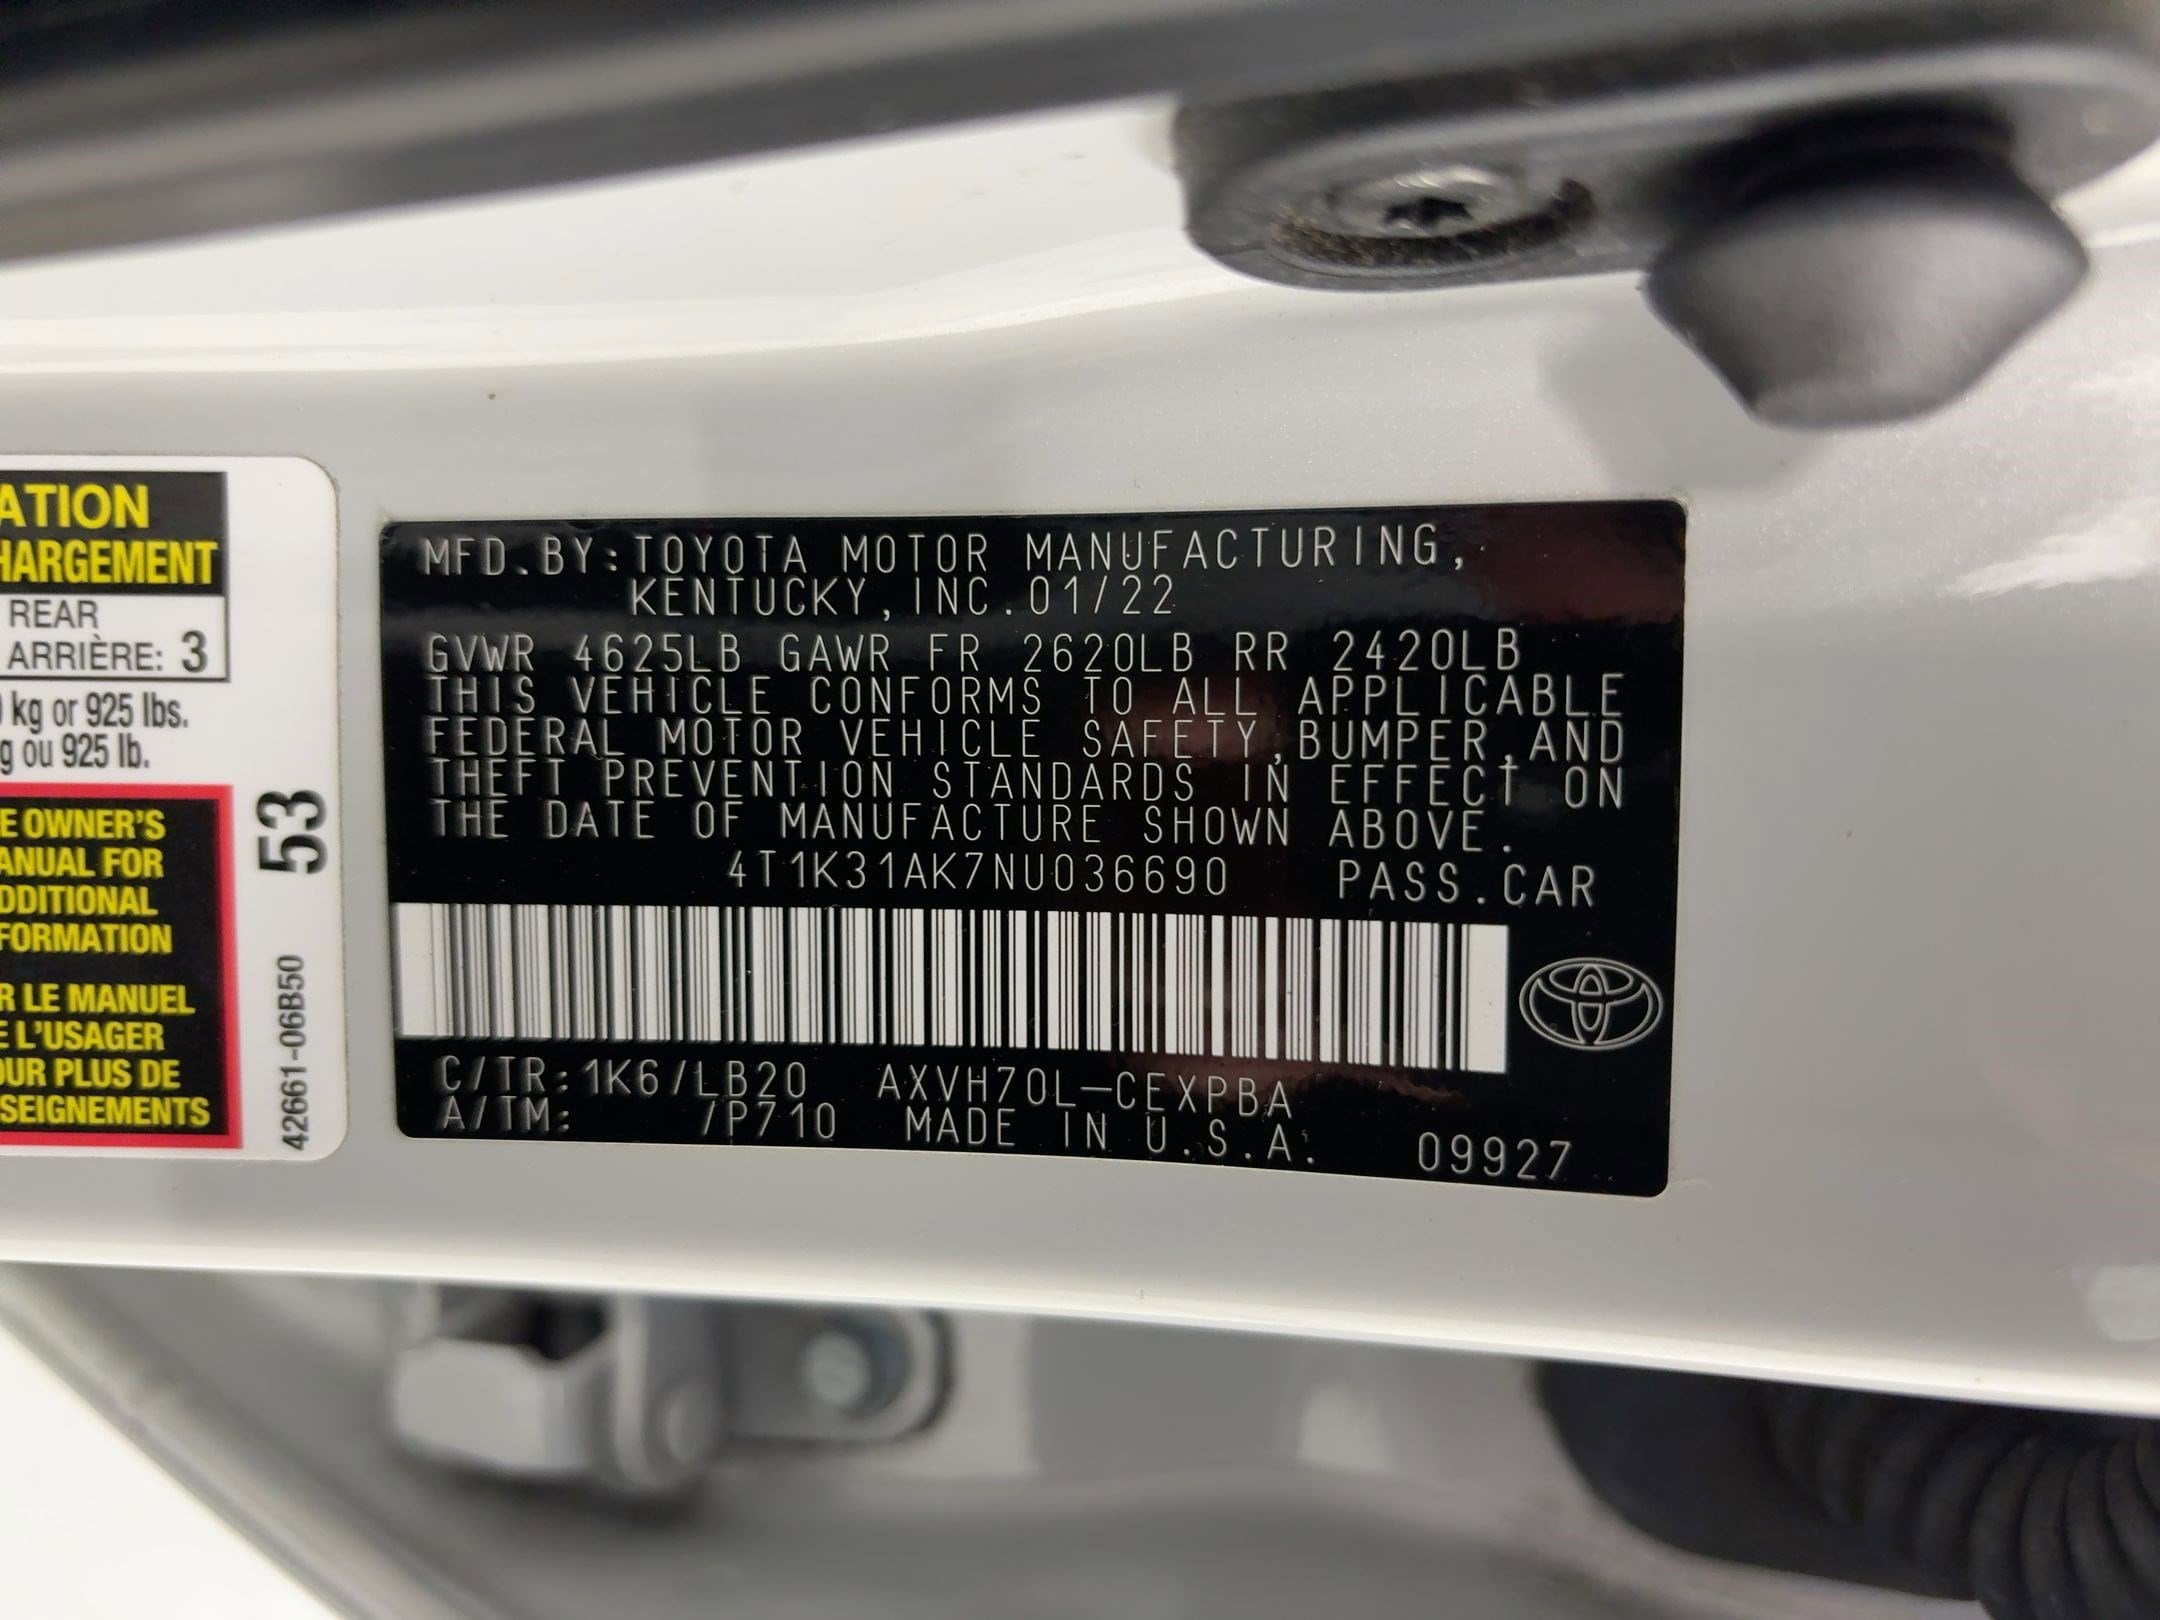 ATION
HARGEMENT
REAR
ARRIÈRE: 3
kg or 925 lbs.
g ou 925 lb.
E OWNER'S
ANUAL FOR
DDITIONAL
FORMATION
R LE MANUEL
E L'USAGER
OUR PLUS DE
SEIGNEMENTS
53
42661-06B50
MFD.BY:TOYOTA MOTOR MANUFACTURING,
KENTUCKY,INC.01/22
GVWR 4625LB GAWR FR 2620LB RR 2420LB
THIS VEHICLE CONFORMS TO ALL APPLICABLE
FEDERAL MOTOR VEHICLE SAFETY,BUMPER,AND
THEFT PREVENTION STANDARDS IN EFFECT ON
THE DATE OF MANUFACTURE SHOWN ABOVE.
4T1K31AK7NU036690 PASS.CAR
C/TR:1K6/LB20 AXVH70L-CEXPBA
A/TM: /P710 MADE IN U.S.A. 09927